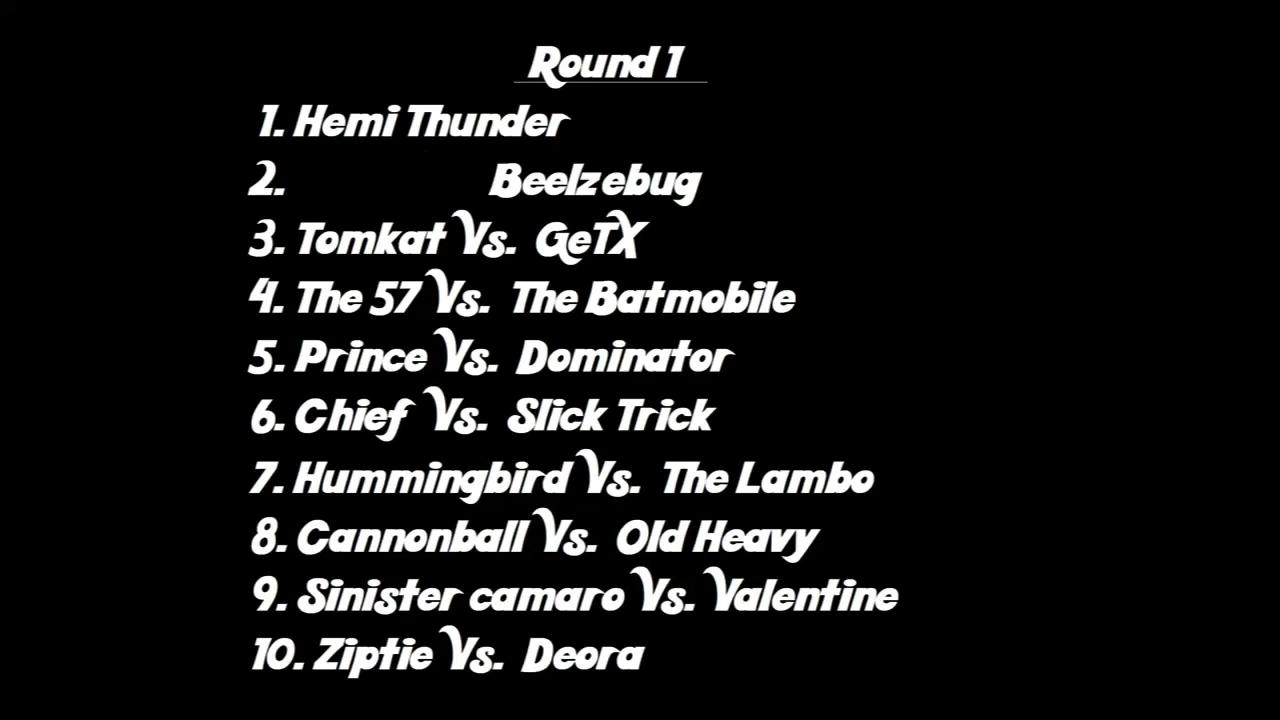 Round 1
1. Hemi Thunder
2. Beelzebug
3. Tomkat Vs. GeTX
4. The 57 Vs. The Batmobile
5. Prince Vs. Dominator
6. Chief Vs. Slick Trick
7. Hummingbird Vs. The Lambo
8. Cannonball Vs. Old Heavy
9. Sinister camaro Vs. Valentine
10. Ziptie Vs. Deora